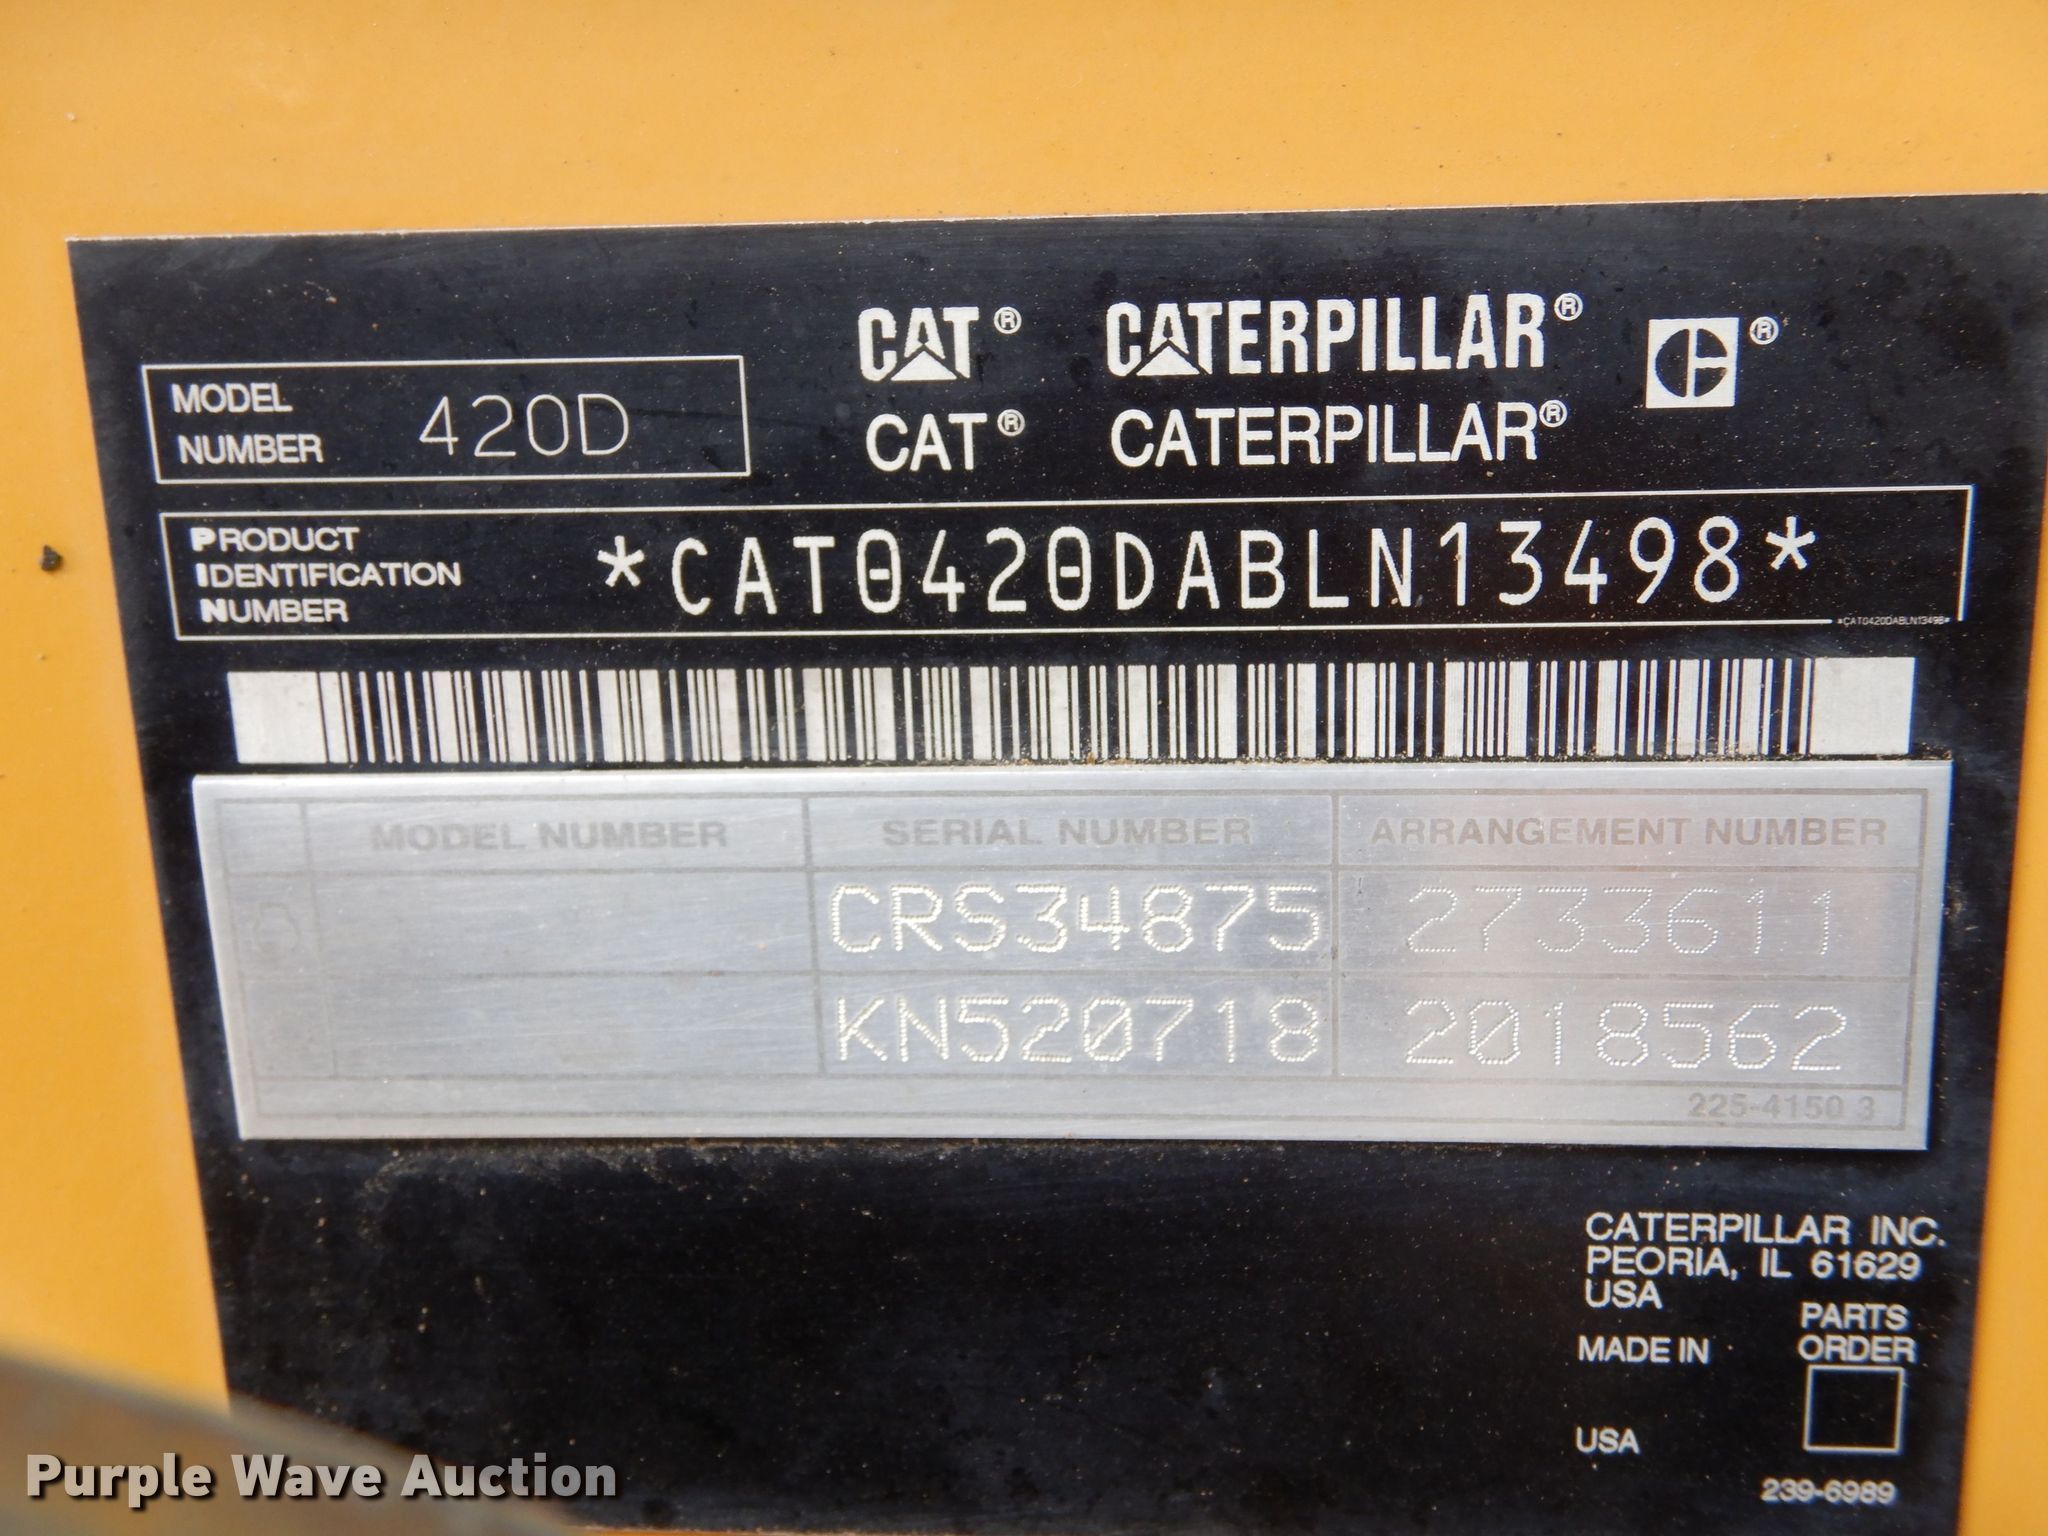 CAT® CATERPILLAR® ®
MODEL
NUMBER 420D
CAT® CATERPILLAR®
PRODUCT
IDENTIFICATION
NUMBER
*CAT0420DABLN13498*
*CAT0420DABLN13498*
MODEL NUMBER SERIAL NUMBER ARRANGEMENT NUMBER
CRS34875 2733611
KN520718 2018562
225-4150 3
CATERPILLAR INC.
PEORIA, IL 61629
USA
PARTS
ORDER
MADE IN
USA
239-6989
Purple Wave Auction